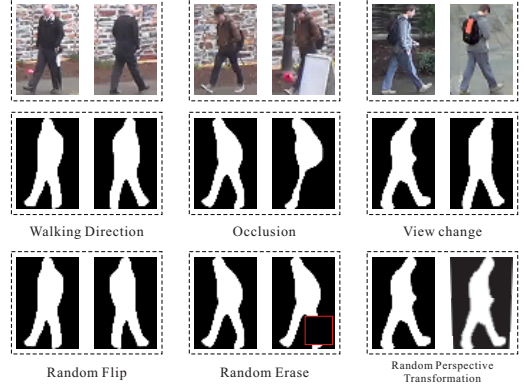 Walking Direction
Occlusion
View change
Random Flip
Random Erase
Random Perspective
Transformation